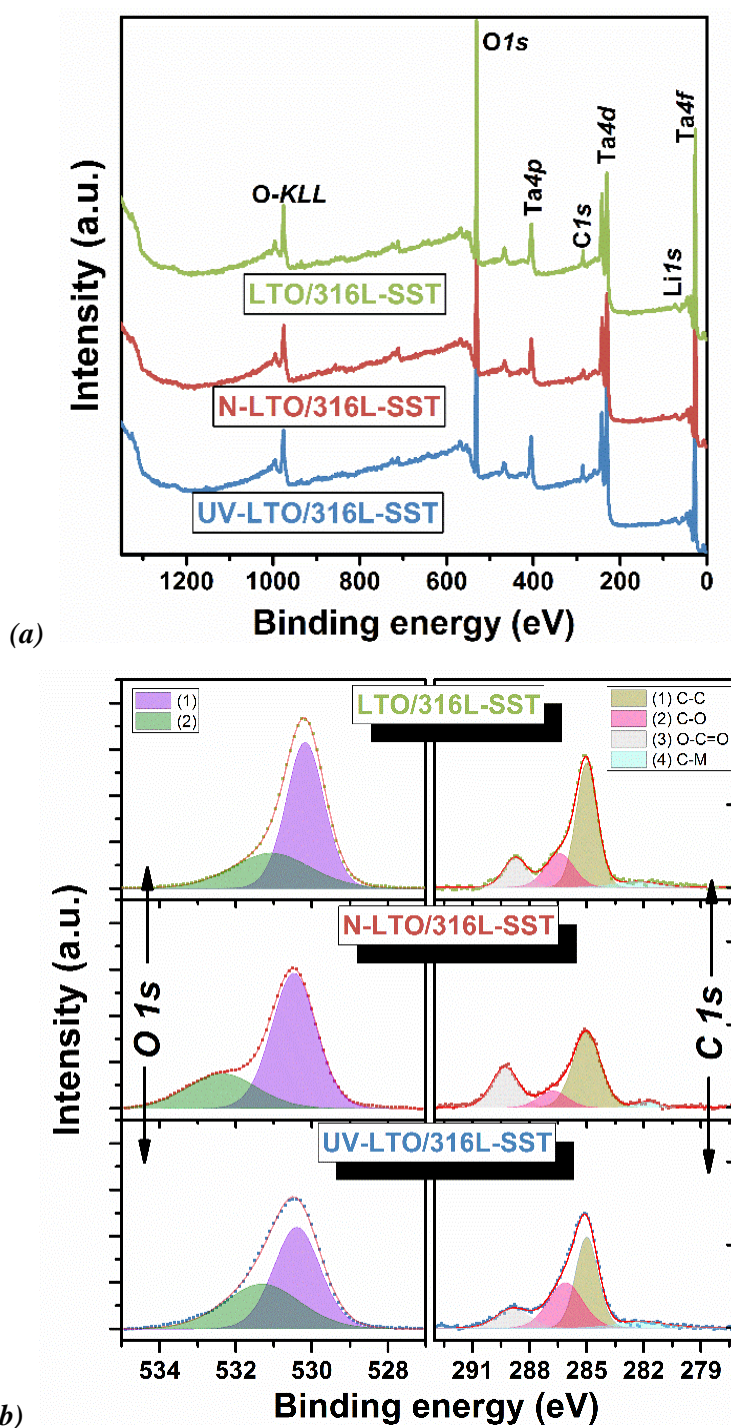 O1s
Ta4f
Ta4d
O-KLL
Ta4p
C1s
Li1s
LTO/316L-SST
N-LTO/316L-SST
UV-LTO/316L-SST
Intensity (a.u.)
1200 1000 800 600 400 200 0
(a)
Binding energy (eV)
(1)
(2)
LTO/316L-SST
(1) C-C
(2) C-O
(3) O-C=O
(4) C-M
N-LTO/316L-SST
O 1s
C 1s
Intensity (a.u.)
UV-LTO/316L-SST
534 532 531 530 528 291 288 285 282 279
Binding energy (eV)
b)